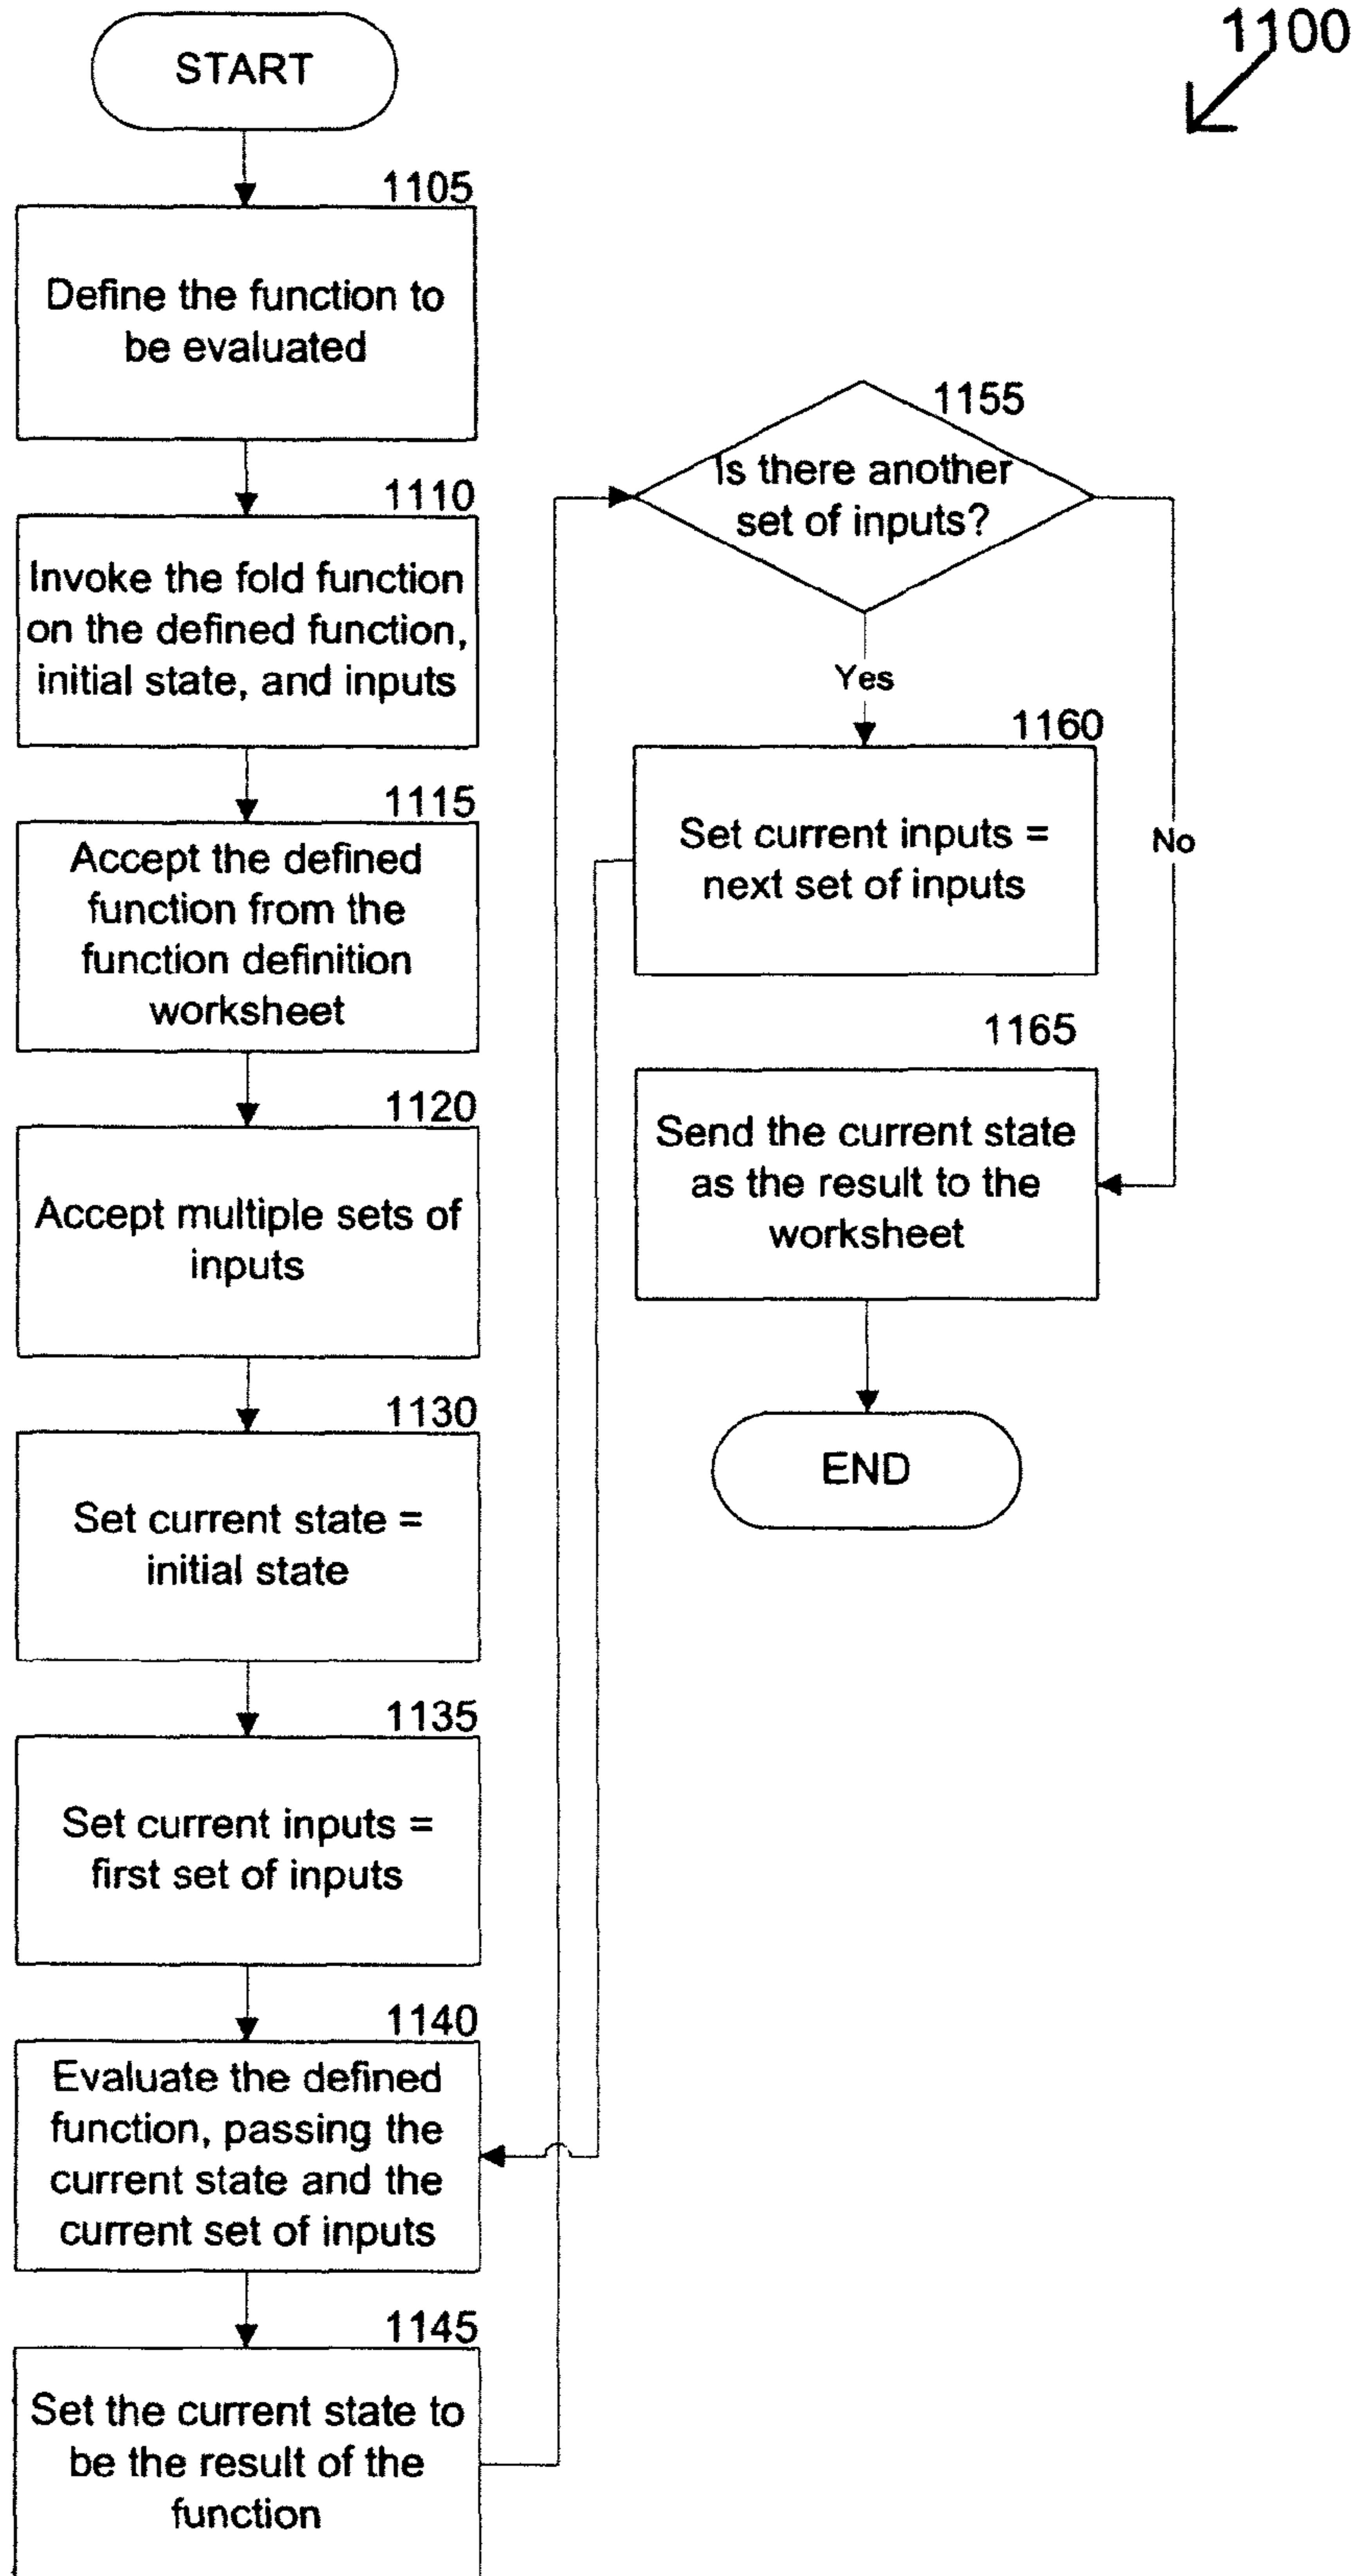 1100
START
1105
Define the function to
be evaluated
1110
Invoke the fold function
on the defined function,
initial state, and inputs
1115
Accept the defined
function from the
function definition
worksheet
1120
Accept multiple sets of
inputs
1130
Set current state =
initial state
1135
Set current inputs =
first set of inputs
1140
Evaluate the defined
function, passing the
current state and the
current set of inputs
1145
Set the current state to
be the result of the
function
1155
Is there another
set of inputs?
Yes
No
1160
Set current inputs =
next set of inputs
1165
Send the current state
as the result to the
worksheet
END